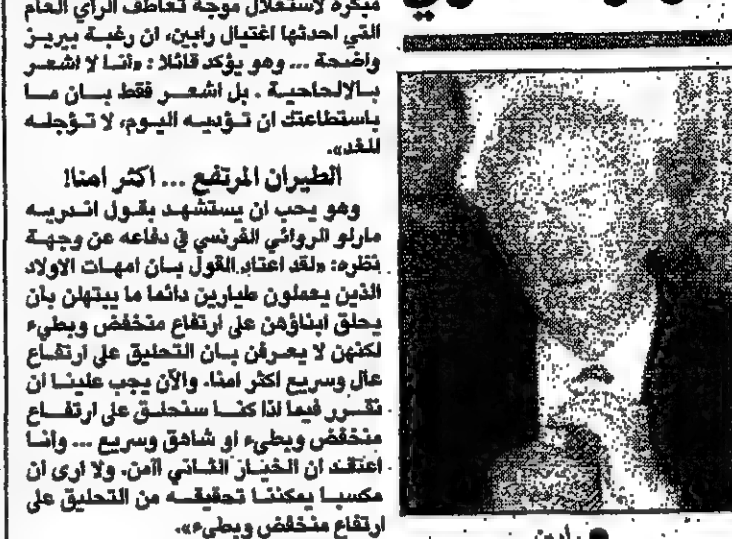 مبكرة لاستغلال موجة تعاطف الرأي العام
التي احدثها اغتيال رابين، ان رغبة بيريز
واضحة ... وهو يؤكد قائلا : «أنا لا اشعر
بالالحاحية . بل اشعر فقط بان ما
باستطاعتك ان تؤديه اليوم، لا تؤجله
للغد».
الطيران المرتفع ... اكثر امنا!
وهو يحب ان يستشهد بقول اندريه
مارلو الروائي الفرنسي في دفاعه عن وجهة
نظره: «لقد اعتاد القول بان امهات الاولاد
الذين يعملون طيارين دائما ما يبتهلن بأن
يحلق ابناؤهن على ارتفاع منخفض وبطيء
لكنهن لا يعرفن بان التحليق على ارتفاع
عال وسريع اكثر امنا. والآن يجب علينا ان
نقرر فيما اذا كنا سنحلق على ارتفاع
منخفض وبطيء او شاهق وسريع ... وانا
اعتقد ان الخيار الثاني آامن. ولا ارى ان
مكسبا يمكننا تحقيقه من التحليق على
ارتفاع منخفض وبطيء».
● رابين